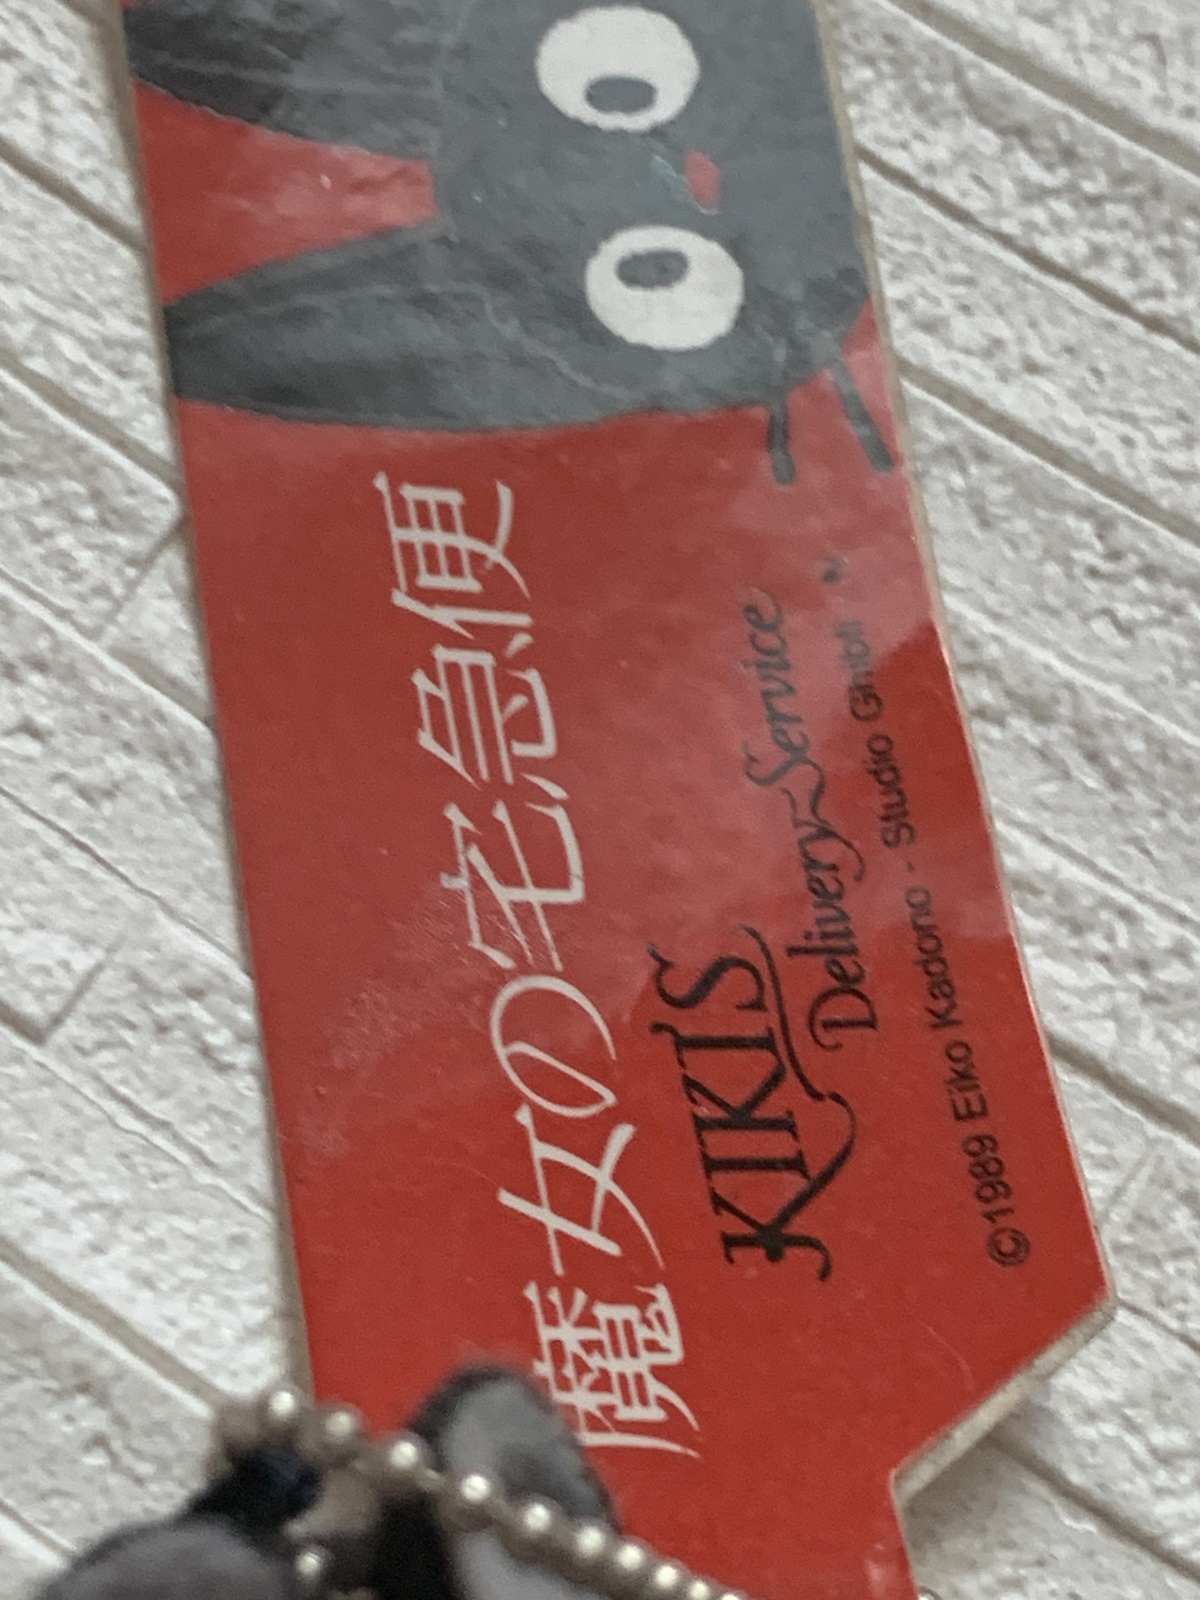 魔女の宅急便
KIKI'S
Delivery Service
©1989 Eiko Kadono - Studio Ghibli N